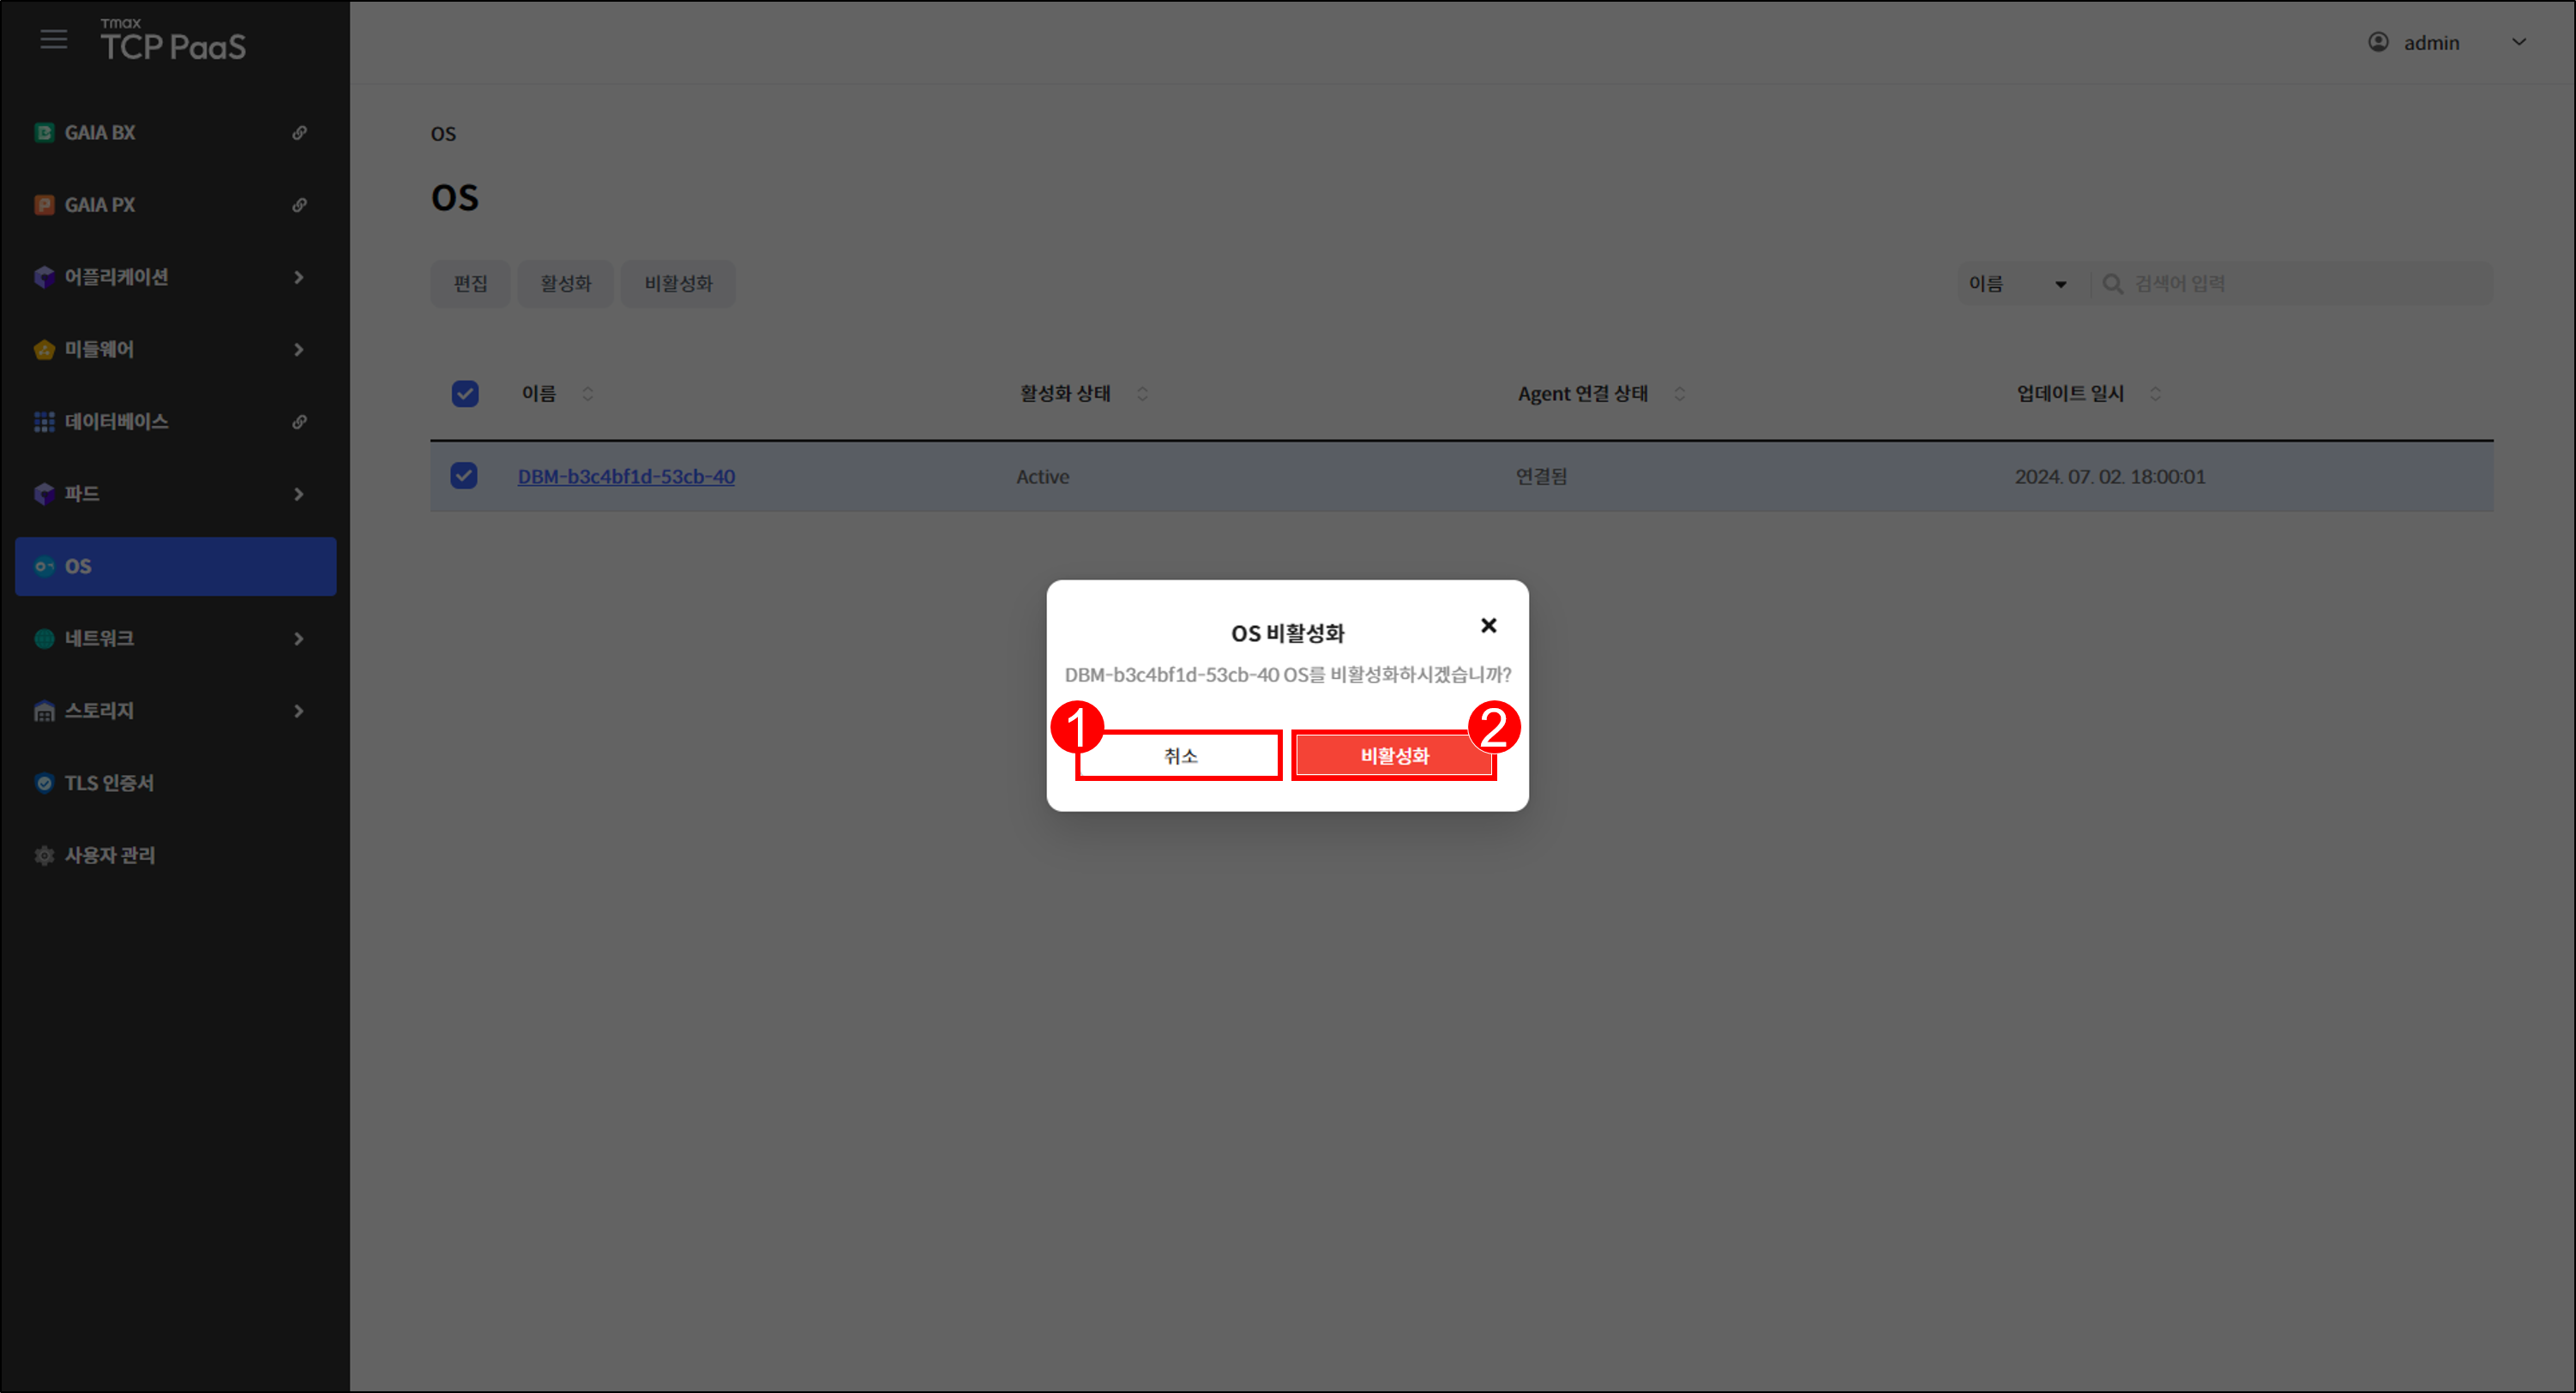 Tmax
TCP PaaS
admin
GAIA BX
GAIA PX
어플리케이션
미들웨어
데이터베이스
파드
OS
네트워크
스토리지
TLS 인증서
사용자 관리
OS
OS
편집 활성화 비활성화
이름 검색어 입력
이름 활성화 상태 Agent 연결 상태 업데이트 일시
DBM-b3c4bf1d-53cb-40 Active 연결됨 2024. 07. 02. 18:00:01
OS 비활성화
DBM-b3c4bf1d-53cb-40 OS를 비활성화하시겠습니까?
1 2
취소 비활성화